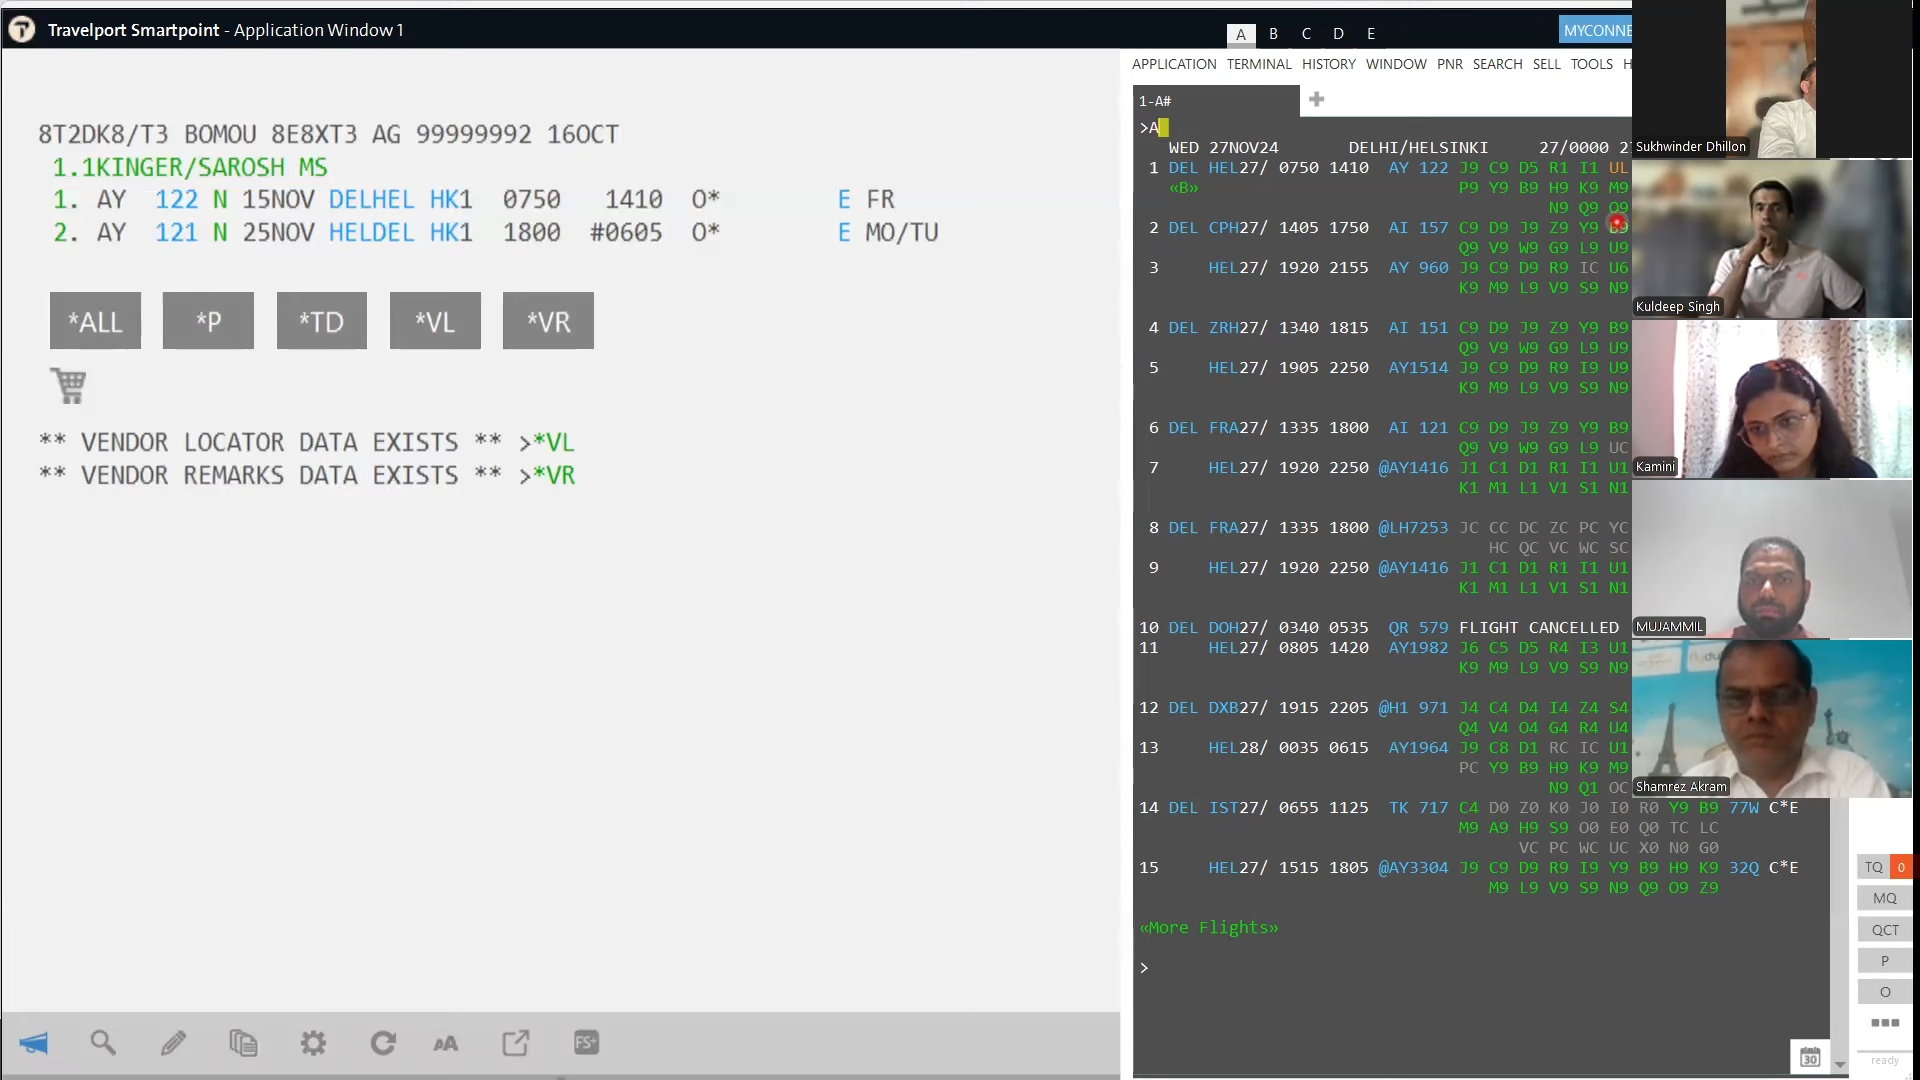 Travelport Smartpoint - Application Window 1
A B C D E
MYCONNE
APPLICATION TERMINAL HISTORY WINDOW PNR SEARCH SELL TOOLS H
8T2DK8/T3 BOMOU 8E8XT3 AG 99999992 16OCT
1.1KINGER/SAROSH MS
1. AY 122 N 15NOV DELHEL HK1 0750 1410 O* E FR
2. AY 121 N 25NOV HELDEL HK1 1800 #0605 O* E MO/TU
*ALL *P *TD *VL *VR
** VENDOR LOCATOR DATA EXISTS ** >*VL
** VENDOR REMARKS DATA EXISTS ** >*VR
FS+
1-A#
>A
WED 27NOV24 DELHI/HELSINKI 27/0000 2
1 DEL HEL27/ 0750 1410 AY 122 J9 C9 D5 R1 I1 UL
«B» P9 Y9 B9 H9 K9 M9
N9 Q9 O9
2 DEL CPH27/ 1405 1750 AI 157 C9 D9 J9 Z9 Y9 B9
Q9 V9 W9 G9 L9 U9
3 HEL27/ 1920 2155 AY 960 J9 C9 D9 R9 IC U6
K9 M9 L9 V9 S9 N9
4 DEL ZRH27/ 1340 1815 AI 151 C9 D9 J9 Z9 Y9 B9
Q9 V9 W9 G9 L9 U9
5 HEL27/ 1905 2250 AY1514 J9 C9 D9 R9 I9 U9
K9 M9 L9 V9 S9 N9
6 DEL FRA27/ 1335 1800 AI 121 C9 D9 J9 Z9 Y9 B9
Q9 V9 W9 G9 L9 UC
7 HEL27/ 1920 2250 @AY1416 J1 C1 D1 R1 I1 U1
K1 M1 L1 V1 S1 N1
8 DEL FRA27/ 1335 1800 @LH7253 JC CC DC ZC PC YC
HC QC VC WC SC
9 HEL27/ 1920 2250 @AY1416 J1 C1 D1 R1 I1 U1
K1 M1 L1 V1 S1 N1
10 DEL DOH27/ 0340 0535 QR 579 FLIGHT CANCELLED
11 HEL27/ 0805 1420 AY1982 J6 C5 D5 R4 I3 U1
K9 M9 L9 V9 S9 N9
12 DEL DXB27/ 1915 2205 @H1 971 J4 C4 D4 I4 Z4 S4
Q4 V4 O4 G4 R4 U4
13 HEL28/ 0035 0615 AY1964 J9 C8 D1 RC IC U1
PC Y9 B9 H9 K9 M9
N9 Q1 OC
14 DEL IST27/ 0655 1125 TK 717 C4 D0 Z0 K0 J0 I0 R0 Y9 B9 77W C*E
M9 A9 H9 S9 O0 E0 Q0 TC LC
VC PC WC UC X0 N0 G0
15 HEL27/ 1515 1805 @AY3304 J9 C9 D9 R9 I9 Y9 B9 H9 K9 32Q C*E
M9 L9 V9 S9 N9 Q9 O9 Z9
«More Flights»
>
Sukhwinder Dhillon
Kuldeep Singh
Kamini
MUJAMMIL
Shamrez Akram
TQ 0
MQ
QCT
P
O
30
ready